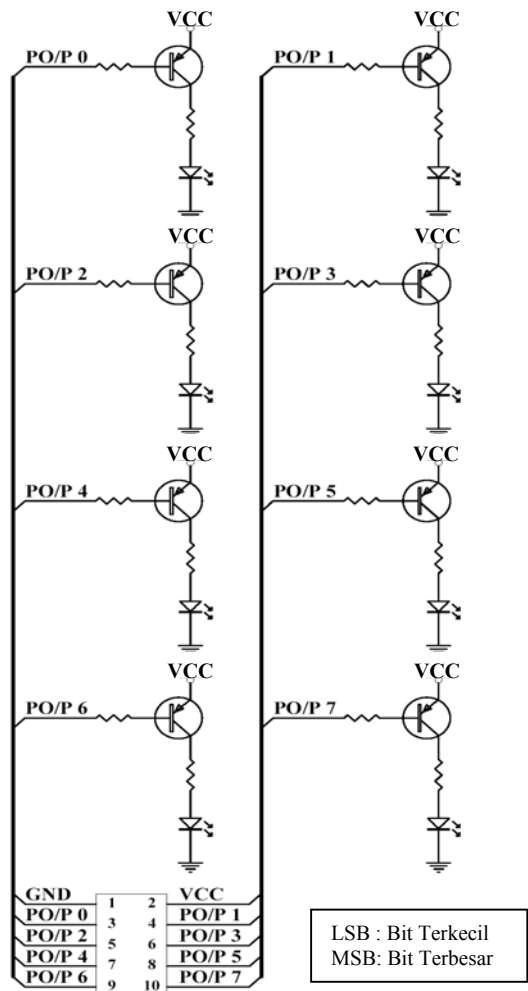 VCC VCC
PO/P 0 PO/P 1
VCC VCC
PO/P 2 PO/P 3
VCC VCC
PO/P 4 PO/P 5
VCC VCC
PO/P 6 PO/P 7
GND 1 2 VCC
PO/P 0 3 4 PO/P 1
PO/P 2 5 6 PO/P 3
PO/P 4 7 8 PO/P 5
PO/P 6 9 10 PO/P 7
LSB : Bit Terkecil
MSB: Bit Terbesar